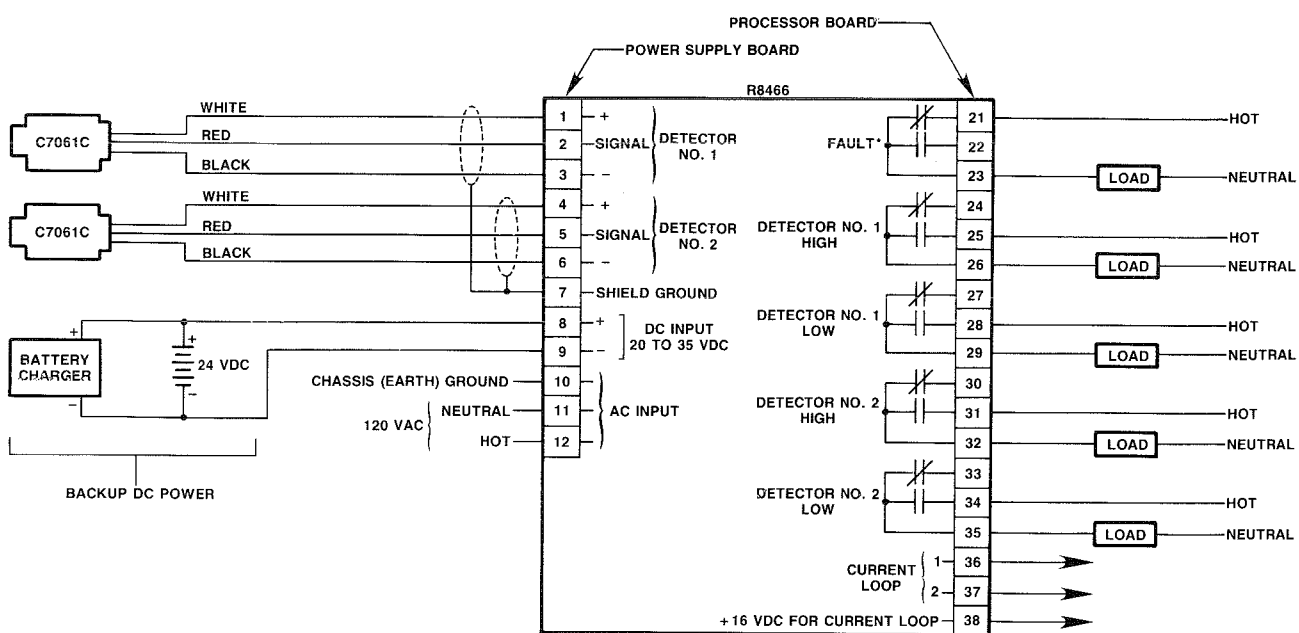 PROCESSOR BOARD
POWER SUPPLY BOARD
R8466
C7061C
WHITE
RED
BLACK
C7061C
WHITE
RED
BLACK
1 +
2 SIGNAL
3 −
DETECTOR
NO. 1
4 +
5 SIGNAL
6 −
DETECTOR
NO. 2
7 SHIELD GROUND
8 +
9 −
DC INPUT
20 TO 35 VDC
BATTERY
CHARGER
+
−
+
24 VDC
−
BACKUP DC POWER
CHASSIS (EARTH) GROUND 10
120 VAC
NEUTRAL 11
HOT 12
AC INPUT
FAULT*
21 HOT
22
23 LOAD NEUTRAL
DETECTOR NO. 1
HIGH
24
25 HOT
26 LOAD NEUTRAL
DETECTOR NO. 1
LOW
27
28 HOT
29 LOAD NEUTRAL
DETECTOR NO. 2
HIGH
30
31 HOT
32 LOAD NEUTRAL
DETECTOR NO. 2
LOW
33
34 HOT
35 LOAD NEUTRAL
CURRENT
LOOP
1 36
2 37
+16 VDC FOR CURRENT LOOP 38